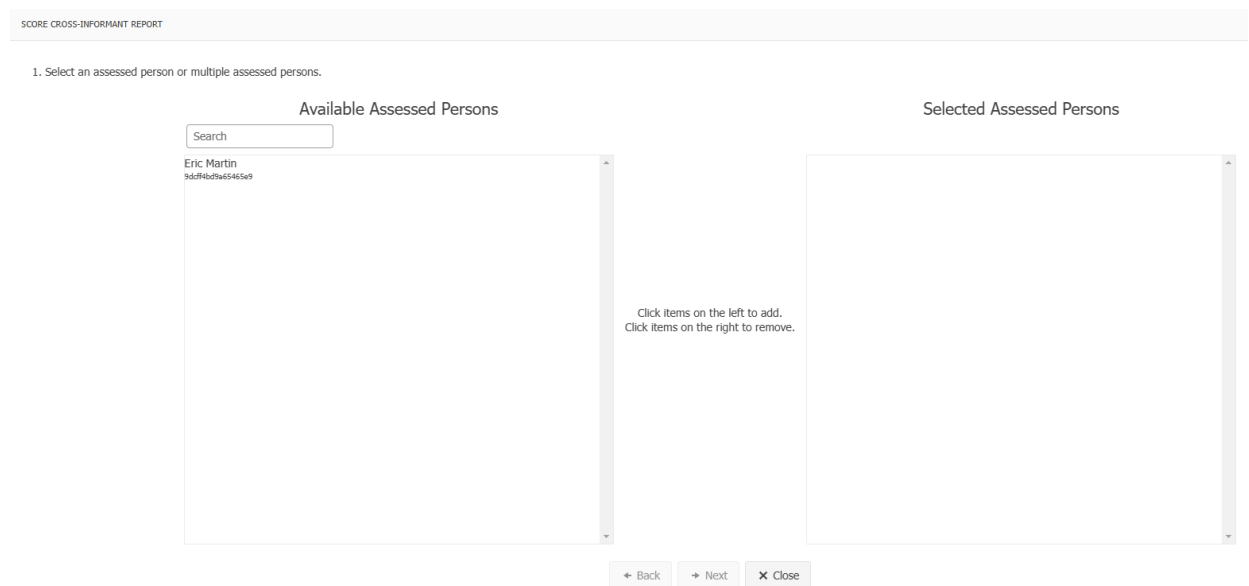 SCORE CROSS-INFORMANT REPORT
1. Select an assessed person or multiple assessed persons.
Available Assessed Persons
Selected Assessed Persons
Search
Eric Martin
9dcff4bd9a65465e9
Click items on the left to add.
Click items on the right to remove.
Back
Next
Close